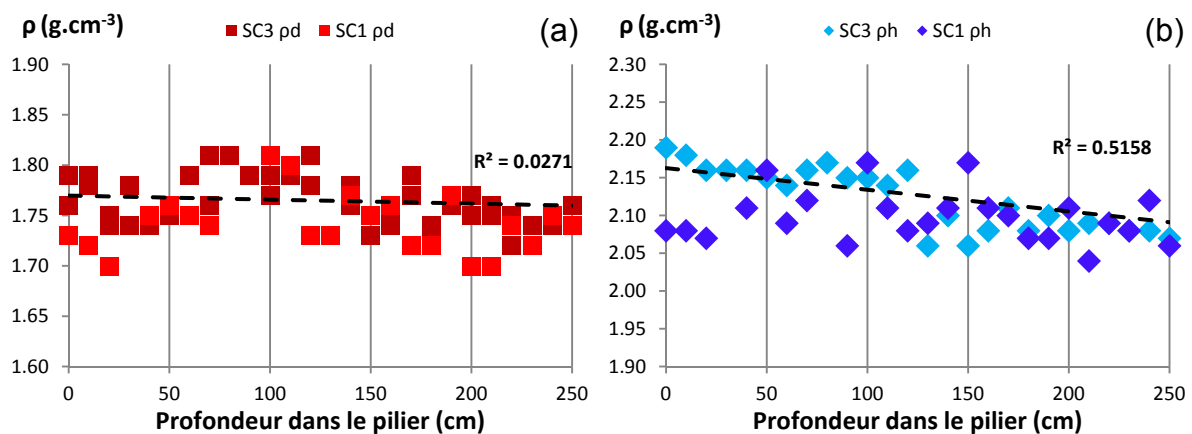 ρ (g.cm⁻³)
SC3 ρd SC1 ρd
(a)
1.90
1.85
1.80
1.75
1.70
1.65
1.60
R² = 0.0271
0 50 100 150 200 250
Profondeur dans le pilier (cm)
ρ (g.cm⁻³)
SC3 ρh SC1 ρh
(b)
2.30
2.25
2.20
2.15
2.10
2.05
2.00
1.95
1.90
R² = 0.5158
0 50 100 150 200 250
Profondeur dans le pilier (cm)